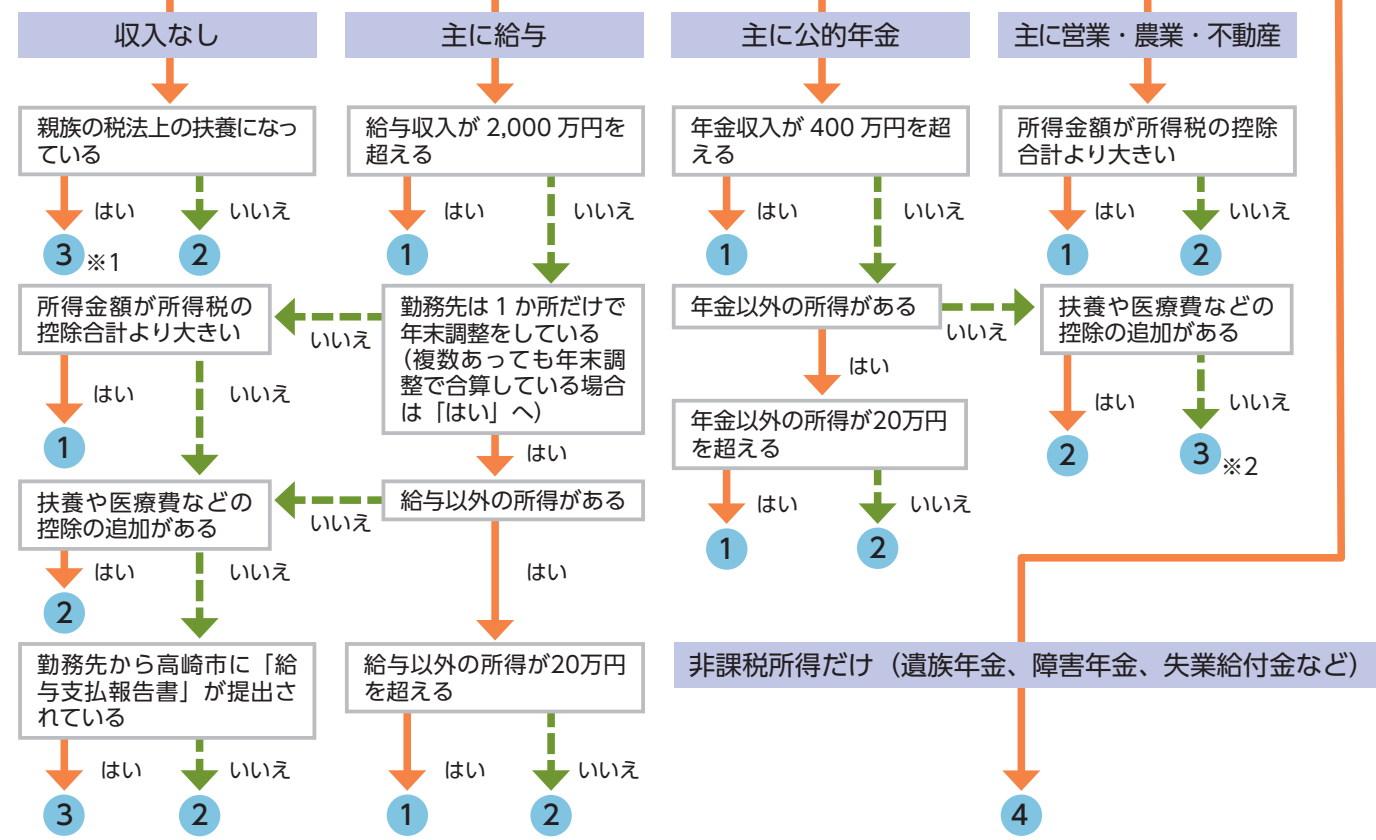 収入なし
親族の税法上の扶養になっ
ている
はい
いいえ
3 ※1
2
主に給与
給与収入が 2,000 万円を
超える
はい
いいえ
1
勤務先は 1 か所だけで
年末調整をしている
（複数あっても年末調
整で合算している場合
は「はい」へ）
いいえ
はい
所得金額が所得税の
控除合計より大きい
はい
いいえ
1
給与以外の所得がある
いいえ
はい
扶養や医療費などの
控除の追加がある
はい
いいえ
2
勤務先から高崎市に「給
与支払報告書」が提出さ
れている
はい
いいえ
3
2
給与以外の所得が20万円
を超える
はい
いいえ
1
2
主に公的年金
年金収入が 400 万円を超
える
はい
いいえ
1
年金以外の所得がある
いいえ
はい
年金以外の所得が20万円
を超える
はい
いいえ
1
2
主に営業・農業・不動産
所得金額が所得税の控除
合計より大きい
はい
いいえ
1
2
扶養や医療費などの
控除の追加がある
はい
いいえ
2
3 ※2
非課税所得だけ（遺族年金、障害年金、失業給付金など）
4